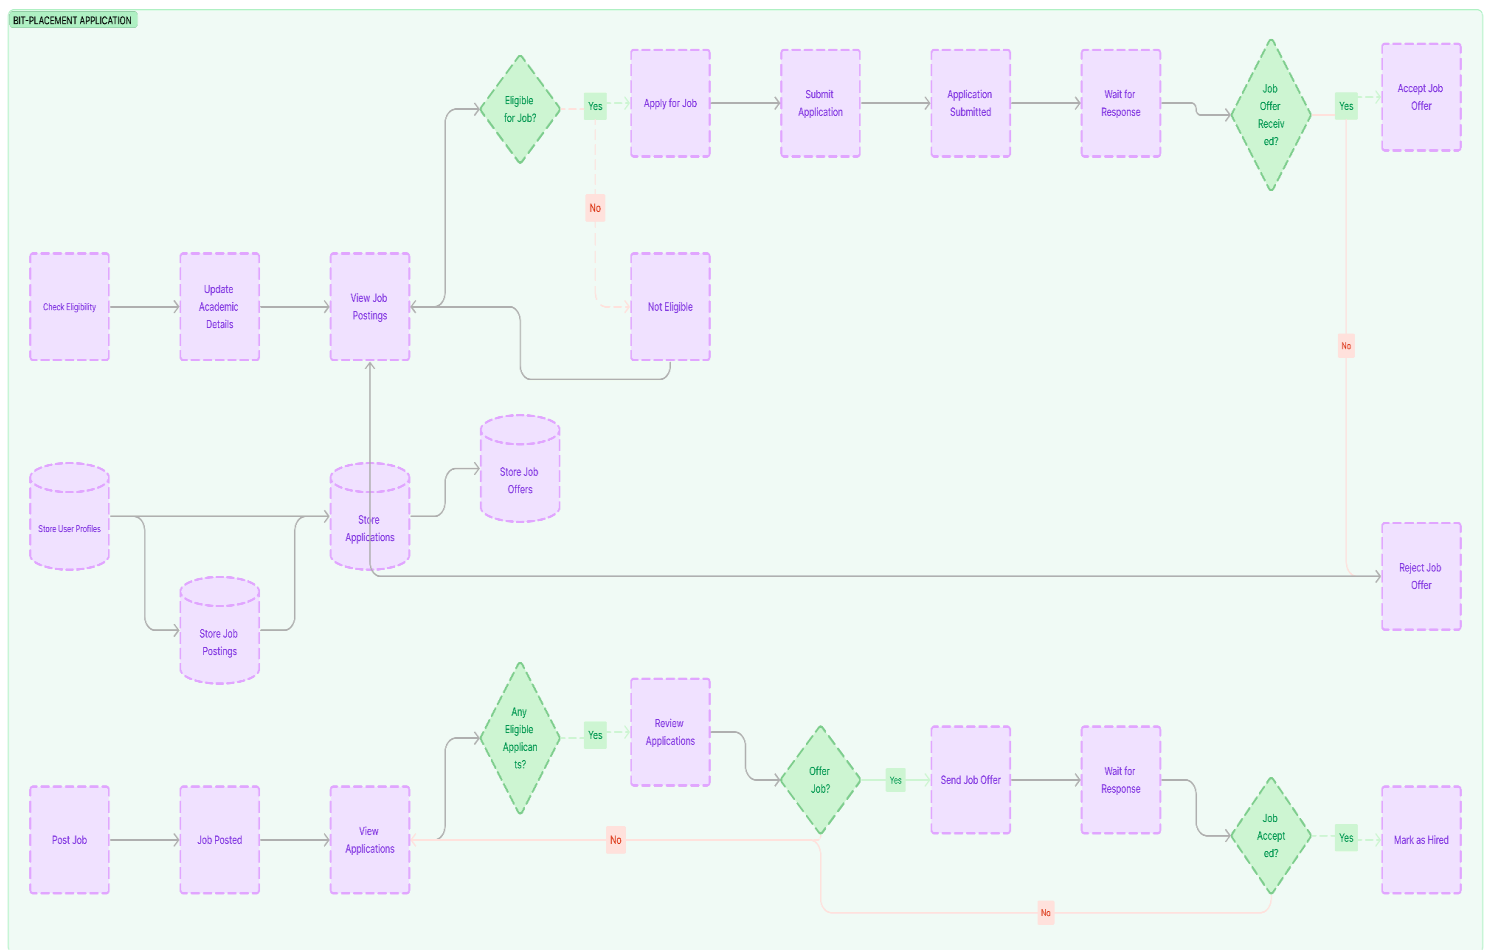 BIT-PLACEMENT APPLICATION
Eligible
for Job?
Yes
Apply for Job
Submit
Application
Application
Submitted
Wait for
Response
Job
Offer
Receiv
ed?
Yes
Accept Job
Offer
No
Check Eligibility
Update
Academic
Details
View Job
Postings
Not Eligible
No
Store User Profiles
Store Job
Postings
Store
Applications
Store Job
Offers
Reject Job
Offer
Any
Eligible
Applican
ts?
Yes
Review
Applications
Offer
Job?
Yes
Send Job Offer
Wait for
Response
Post Job
Job Posted
View
Applications
No
Job
Accept
ed?
Yes
Mark as Hired
No